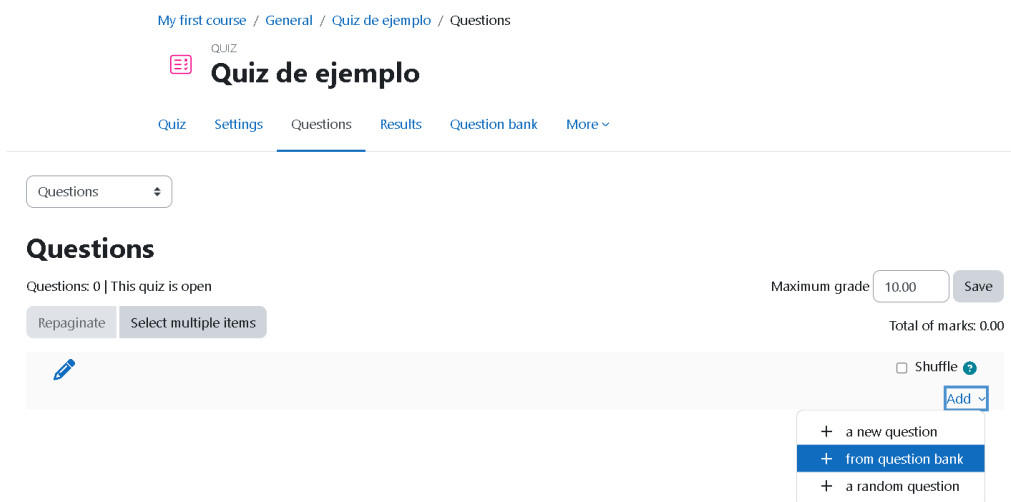 My first course / General / Quiz de ejemplo / Questions
QUIZ
Quiz de ejemplo
Quiz Settings Questions Results Question bank More
Questions
Questions
Questions: 0 | This quiz is open Maximum grade 10.00 Save
Repaginate Select multiple items Total of marks: 0.00
Shuffle ?
Add
+ a new question
+ from question bank
+ a random question